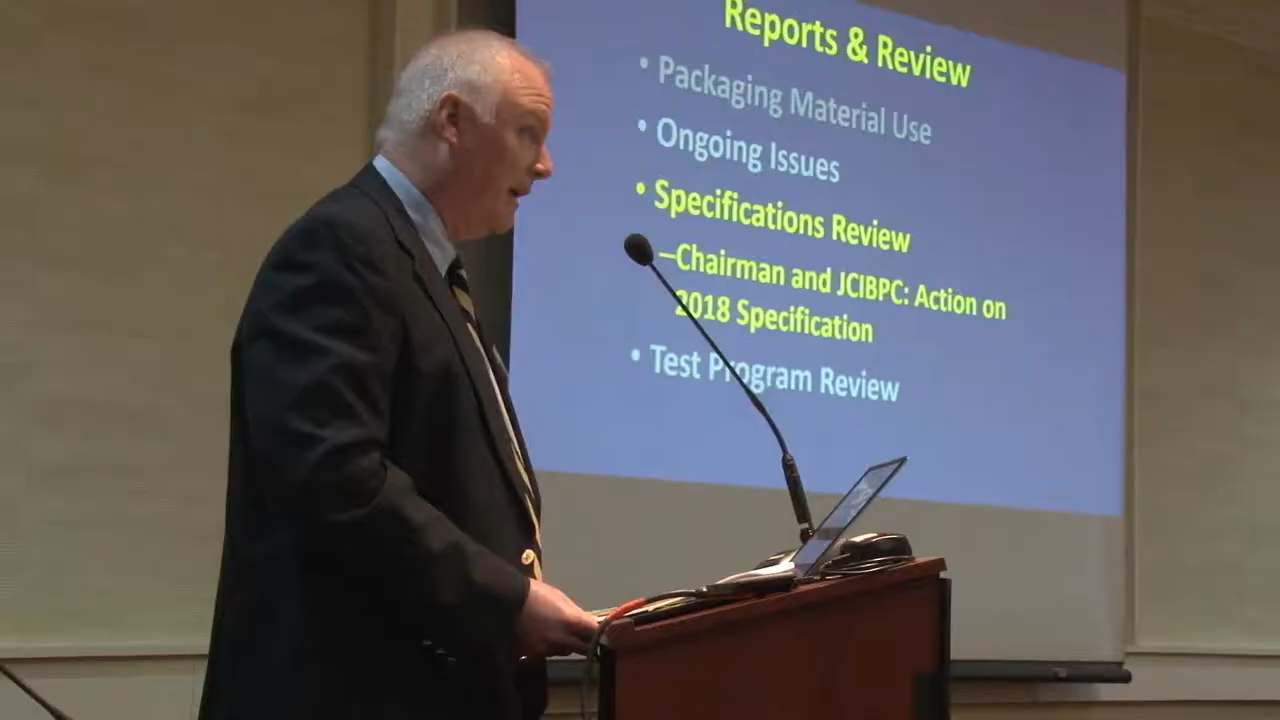 Reports & Review
• Packaging Material Use
• Ongoing Issues
• Specifications Review
–Chairman and JCIBPC: Action on
2018 Specification
• Test Program Review